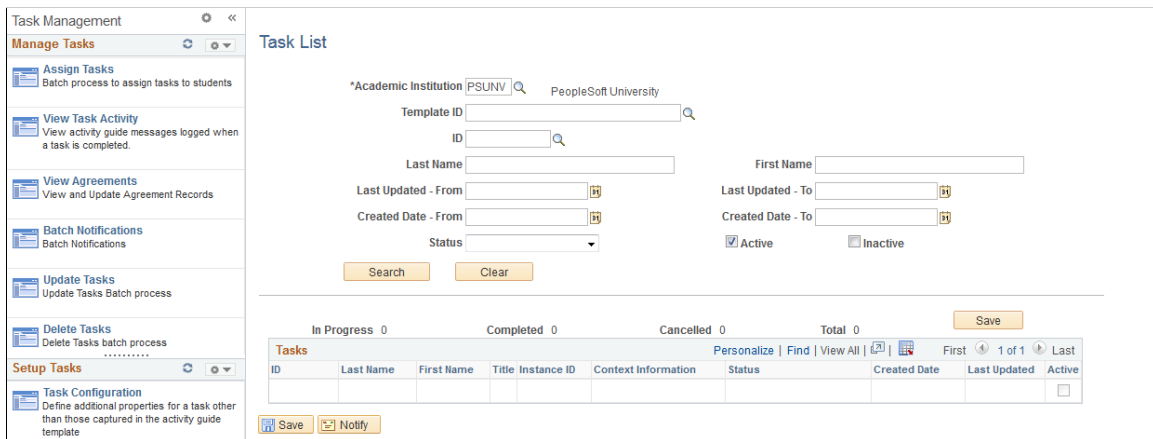 Task Management
Manage Tasks
Assign Tasks
Batch process to assign tasks to students
View Task Activity
View activity guide messages logged when
a task is completed.
View Agreements
View and Update Agreement Records
Batch Notifications
Batch Notifications
Update Tasks
Update Tasks Batch process
Delete Tasks
Delete Tasks batch process
Setup Tasks
Task Configuration
Define additional properties for a task other
than those captured in the activity guide
template
Task List
*Academic Institution PSUNV PeopleSoft University
Template ID
ID
Last Name First Name
Last Updated - From Last Updated - To
Created Date - From Created Date - To
Status Active Inactive
Search Clear
Save
In Progress 0 Completed 0 Cancelled 0 Total 0
Tasks Personalize | Find | View All | | First 1 of 1 Last
ID Last Name First Name Title Instance ID Context Information Status Created Date Last Updated Active
Save Notify